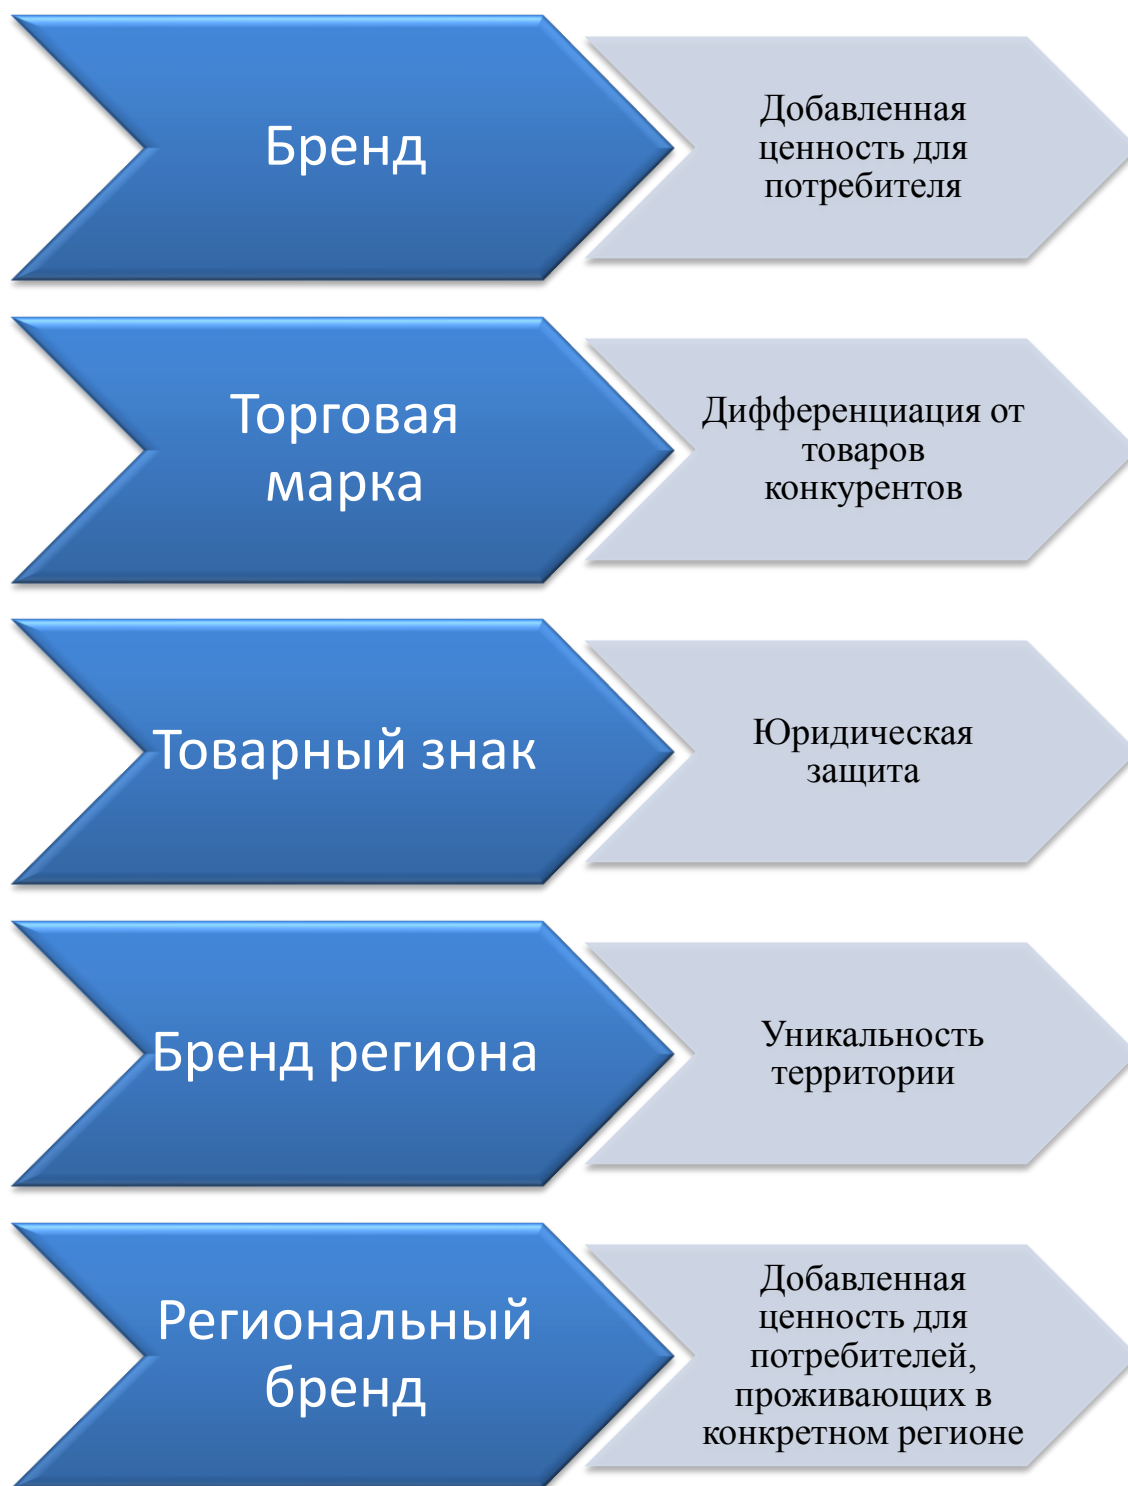 Бренд
Добавленная
ценность для
потребителя
Торговая
марка
Дифференциация от
товаров
конкурентов
Товарный знак
Юридическая
защита
Бренд региона
Уникальность
территории
Региональный
бренд
Добавленная
ценность для
потребителей,
проживающих в
конкретном регионе